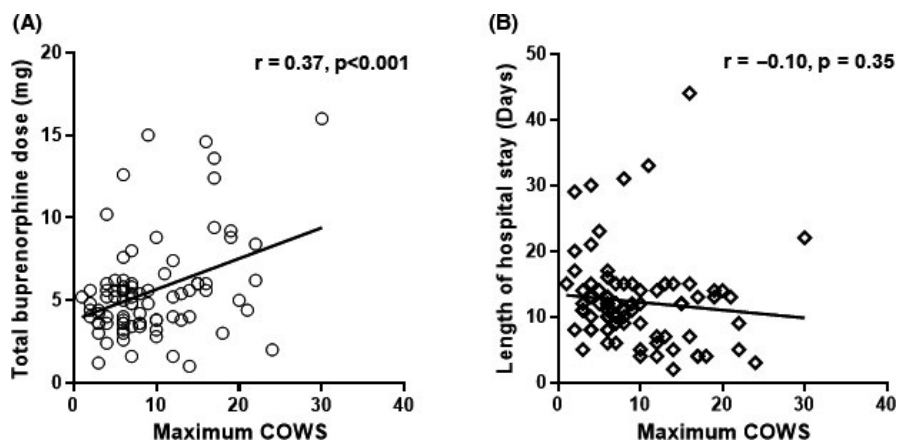 (A)
r = 0.37, p<0.001
Total buprenorphine dose (mg)
20
15
10
5
0
0 10 20 30 40
Maximum COWS
(B)
r = –0.10, p = 0.35
Length of hospital stay (Days)
50
40
30
20
10
0
0 10 20 30 40
Maximum COWS